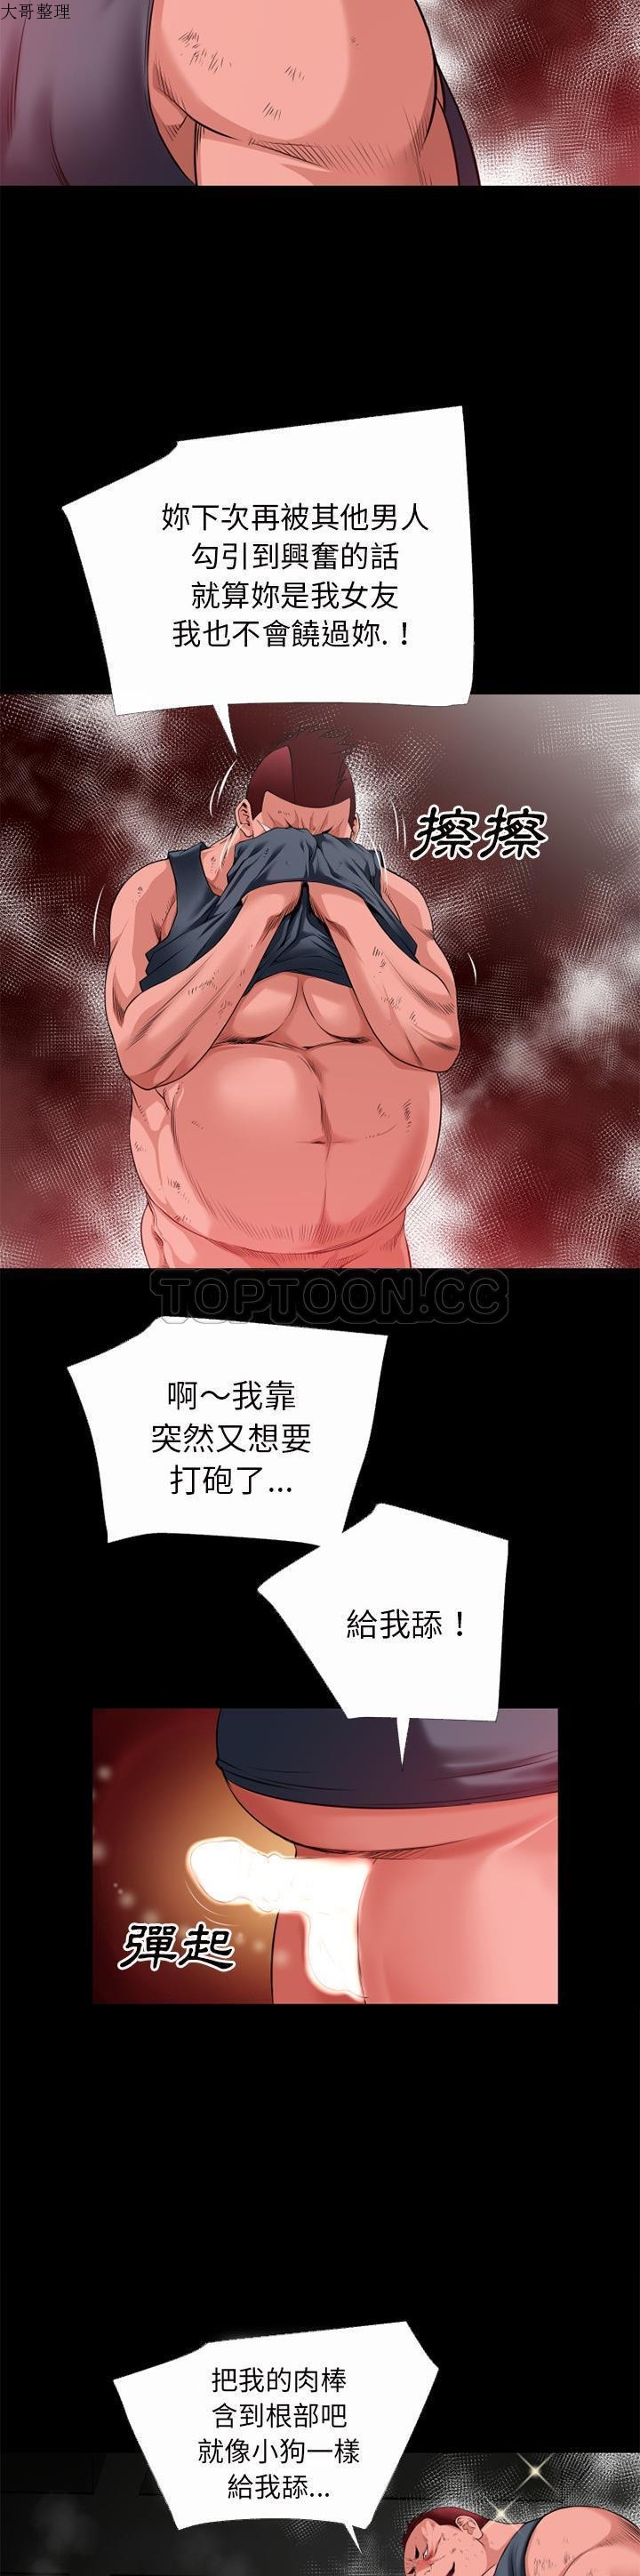 大哥整理
妳下次再被其他男人
勾引到興奮的話
就算妳是我女友
我也不會饒過妳.！
擦擦
TOPTOON.CC
啊～我靠
突然又想要
打砲了...
給我舔！
彈起
把我的肉棒
含到根部吧
就像小狗一樣
給我舔...